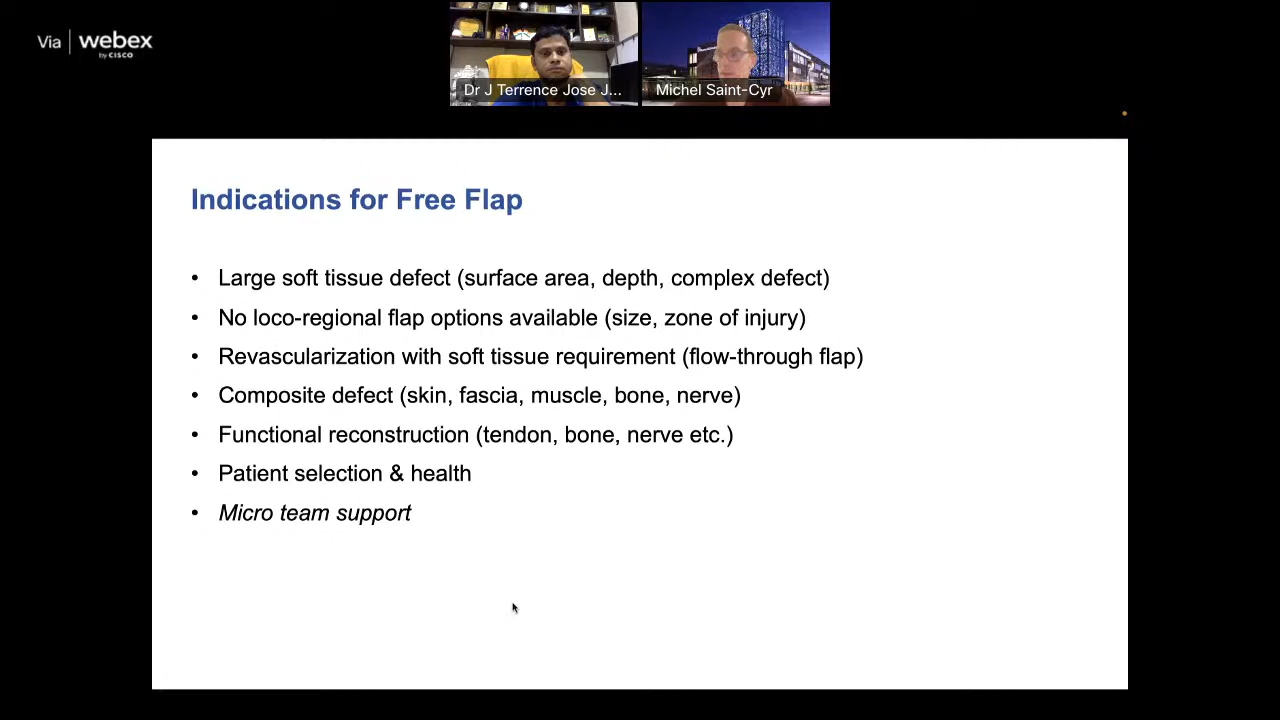 Via | webex
by CISCO
Dr J Terrence Jose J...
Michel Saint-Cyr
Indications for Free Flap
• Large soft tissue defect (surface area, depth, complex defect)
• No loco-regional flap options available (size, zone of injury)
• Revascularization with soft tissue requirement (flow-through flap)
• Composite defect (skin, fascia, muscle, bone, nerve)
• Functional reconstruction (tendon, bone, nerve etc.)
• Patient selection & health
• Micro team support